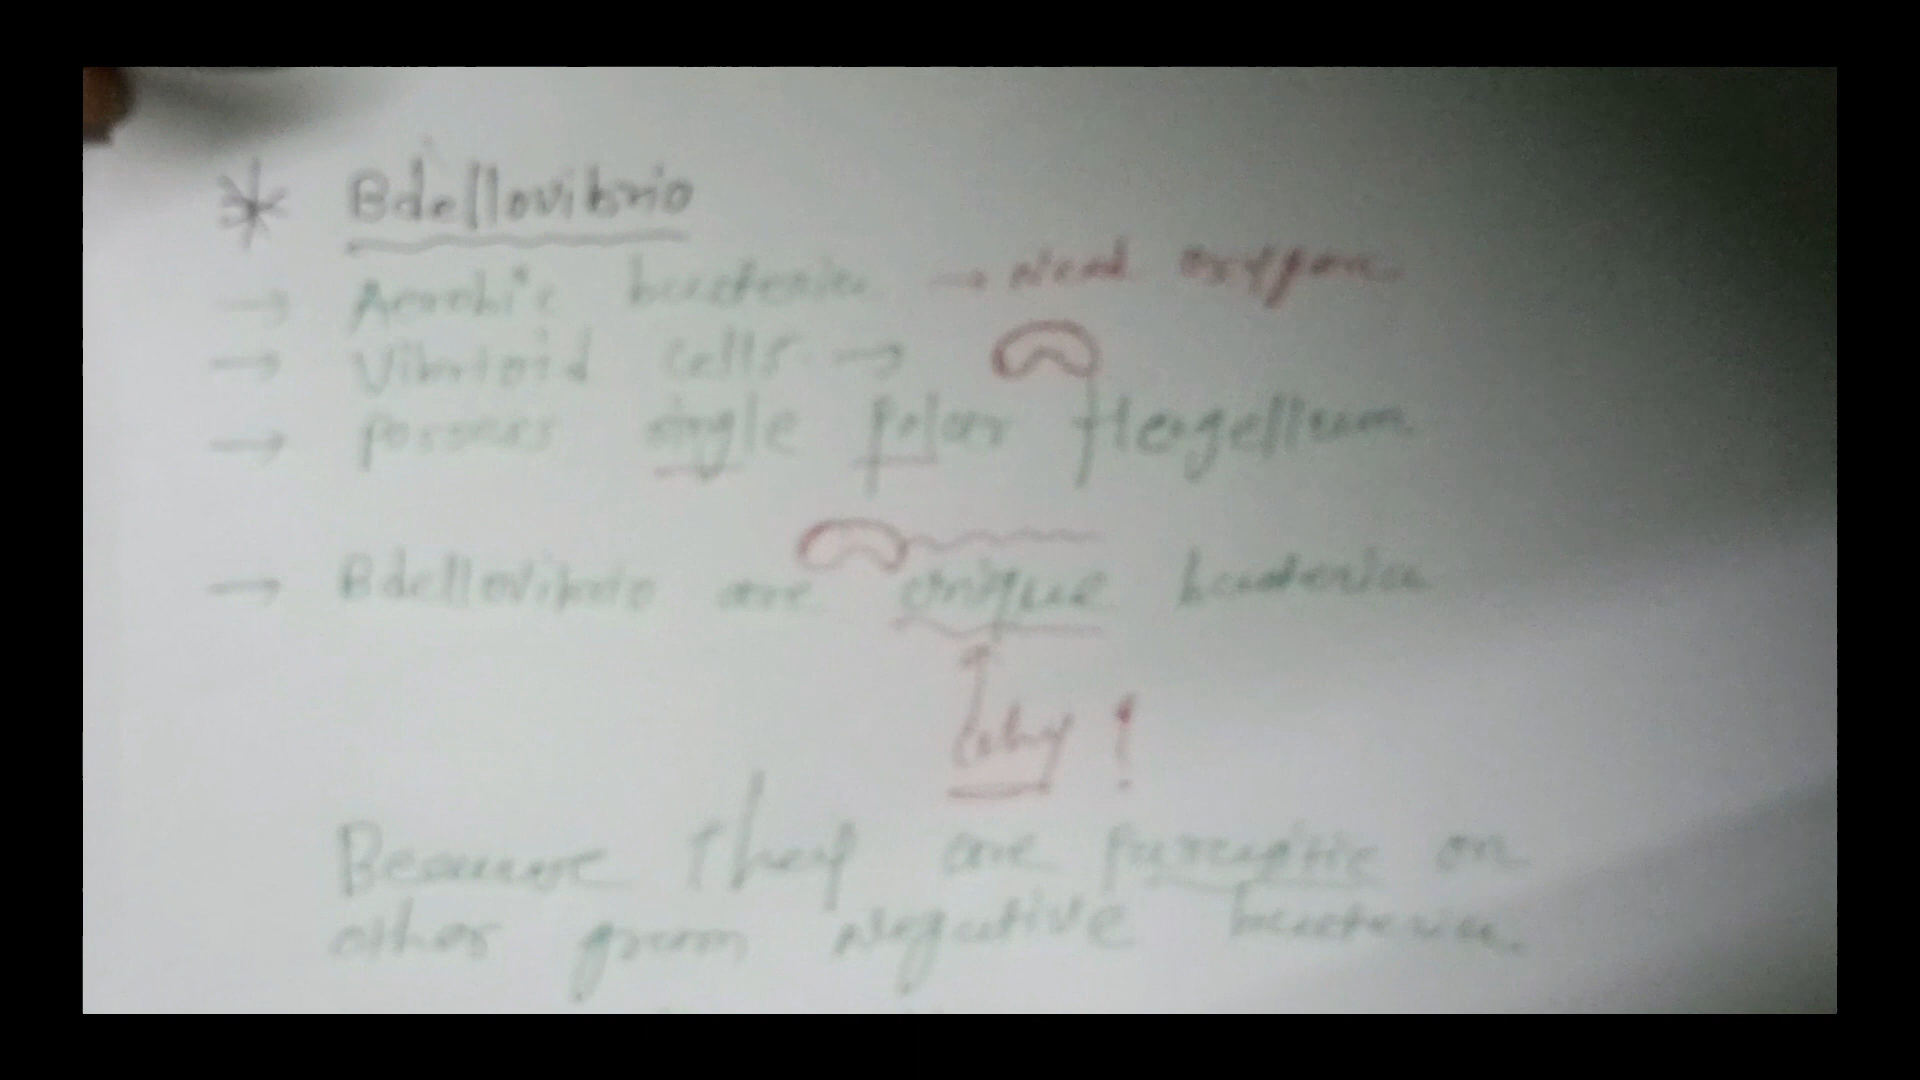 * Bdellovibrio
→ Aerobic bacteria → Need oxygen
→ Vibrioid cells →
→ Possess single polar flagellum
→ Bdellovibrio are unique bacteria
Why!
Because they are parasitic on
other gram negative bacteria.